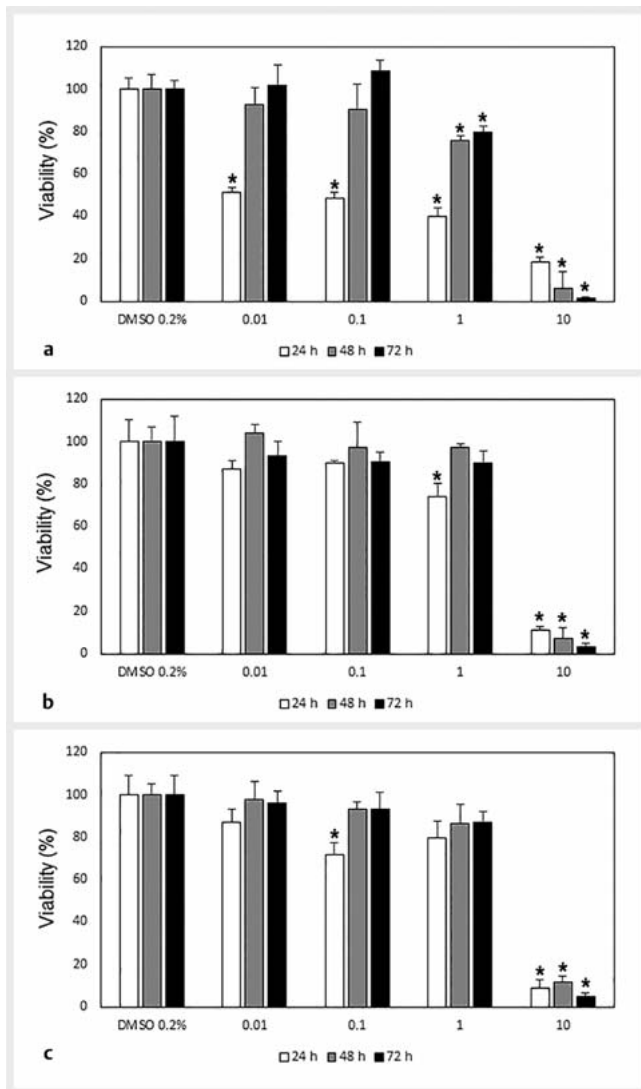 120
100
80
60
40
20
0
Viability (%)
* * * * * * * *
DMSO 0.2% 0.01 0.1 1 10
a
24 h 48 h 72 h
120
100
80
60
40
20
0
Viability (%)
* * * *
DMSO 0.2% 0.01 0.1 1 10
b
24 h 48 h 72 h
120
100
80
60
40
20
0
Viability (%)
* * * *
DMSO 0.2% 0.01 0.1 1 10
c
24 h 48 h 72 h